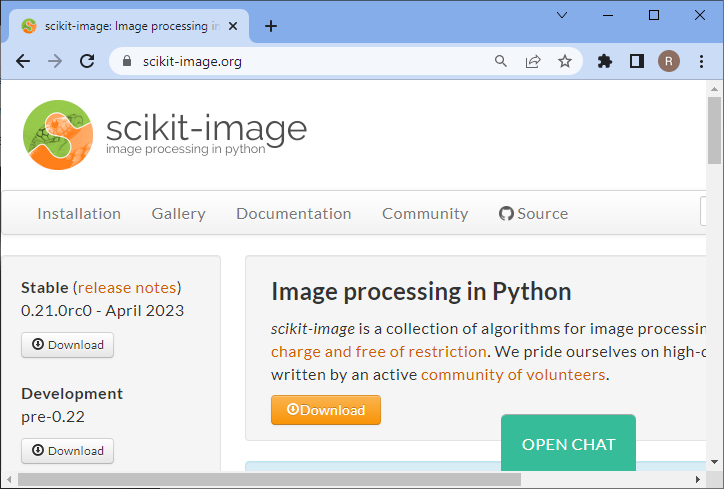 scikit-image: Image processing in
scikit-image.org
R
scikit-image
image processing in python
Installation Gallery Documentation Community Source
Stable (release notes)
0.21.0rc0 - April 2023
Download
Development
pre-0.22
Download
Image processing in Python
scikit-image is a collection of algorithms for image processin
charge and free of restriction. We pride ourselves on high-
written by an active community of volunteers.
Download
OPEN CHAT